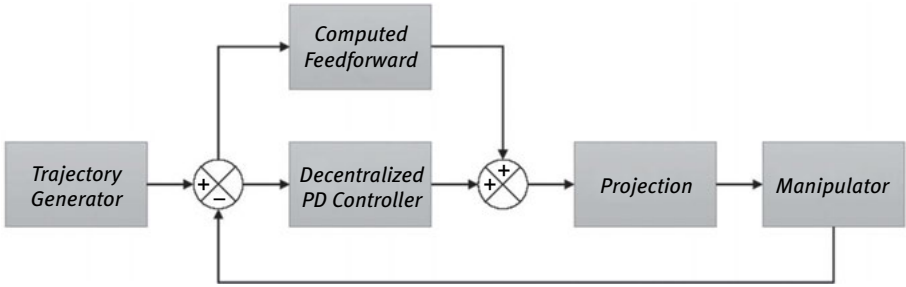 Computed
Feedforward
Trajectory
Generator
+
−
Decentralized
PD Controller
+
+
Projection
Manipulator